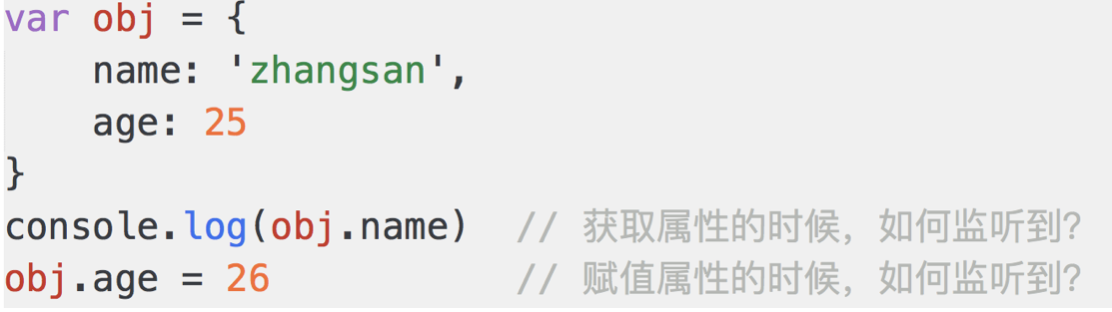 var obj = {
    name: 'zhangsan',
    age: 25
}
console.log(obj.name)  // 获取属性的时候，如何监听到？
obj.age = 26           // 赋值属性的时候，如何监听到？